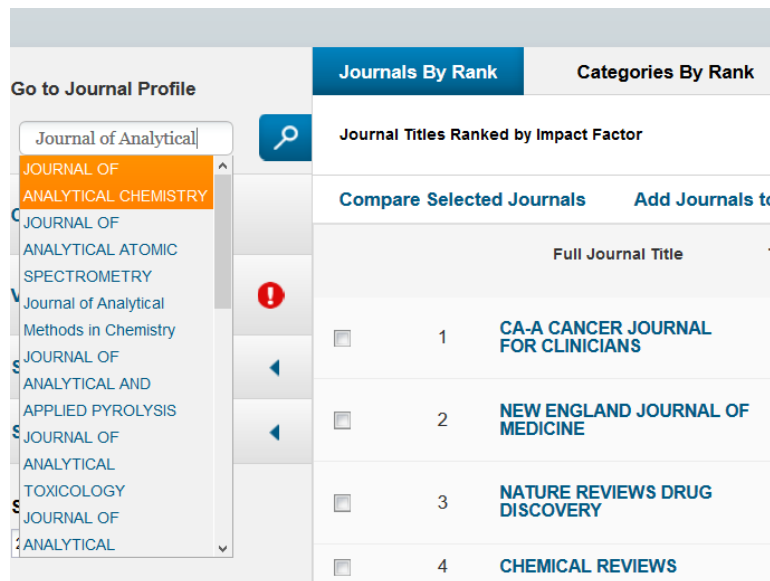 Go to Journal Profile
Journal of Analytical
JOURNAL OF
ANALYTICAL CHEMISTRY
JOURNAL OF
ANALYTICAL ATOMIC
SPECTROMETRY
Journal of Analytical
Methods in Chemistry
JOURNAL OF
ANALYTICAL AND
APPLIED PYROLYSIS
JOURNAL OF
ANALYTICAL
TOXICOLOGY
JOURNAL OF
ANALYTICAL
Journals By Rank
Categories By Rank
Journal Titles Ranked by Impact Factor
Compare Selected Journals
Add Journals to
Full Journal Title
1
CA-A CANCER JOURNAL
FOR CLINICIANS
2
NEW ENGLAND JOURNAL OF
MEDICINE
3
NATURE REVIEWS DRUG
DISCOVERY
4
CHEMICAL REVIEWS